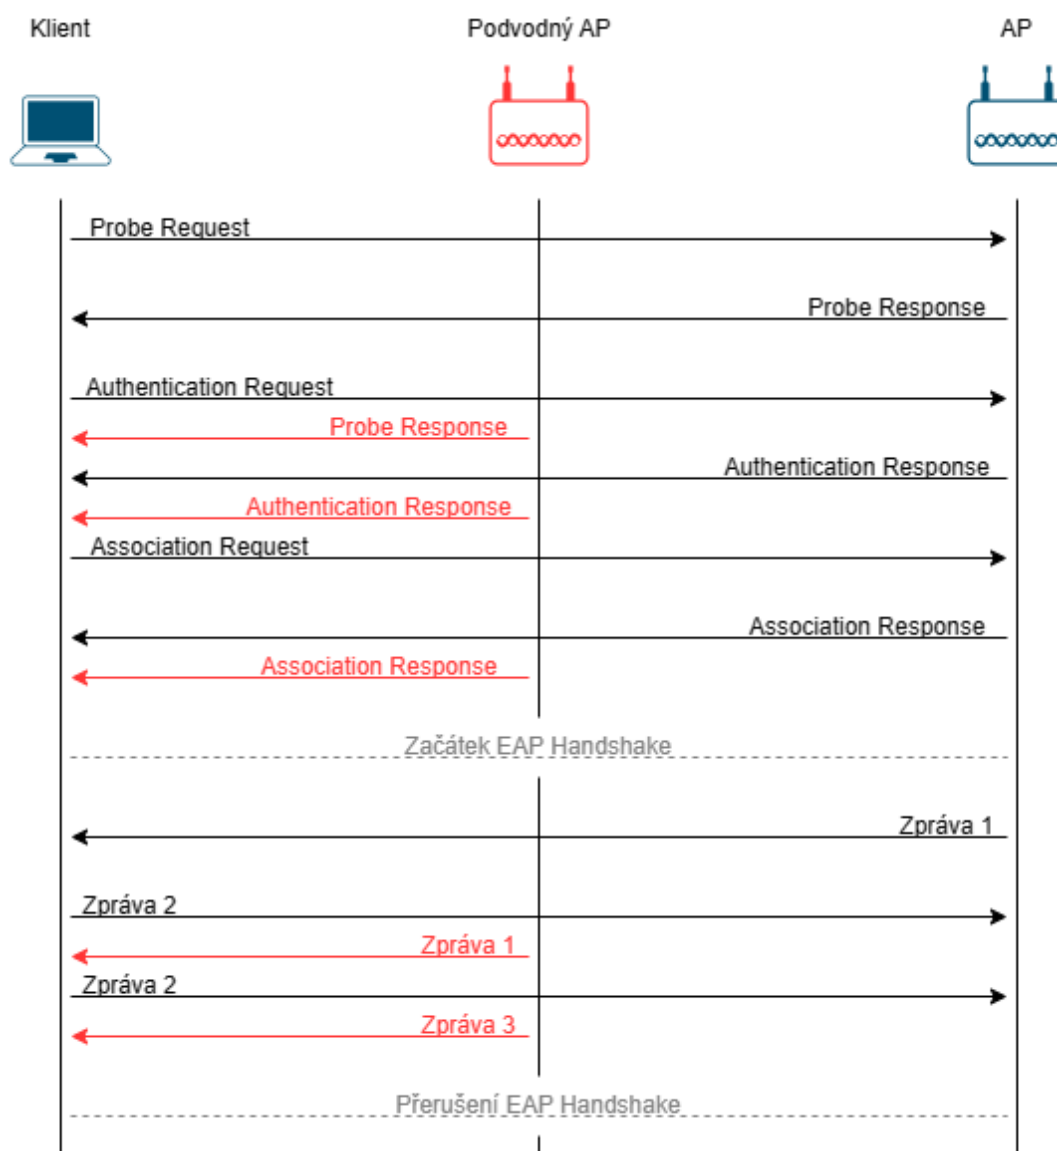 Klient
Podvodný AP
AP
Probe Request
Probe Response
Authentication Request
Probe Response
Authentication Response
Authentication Response
Association Request
Association Response
Association Response
Začátek EAP Handshake
Zpráva 1
Zpráva 2
Zpráva 1
Zpráva 2
Zpráva 3
Přerušení EAP Handshake